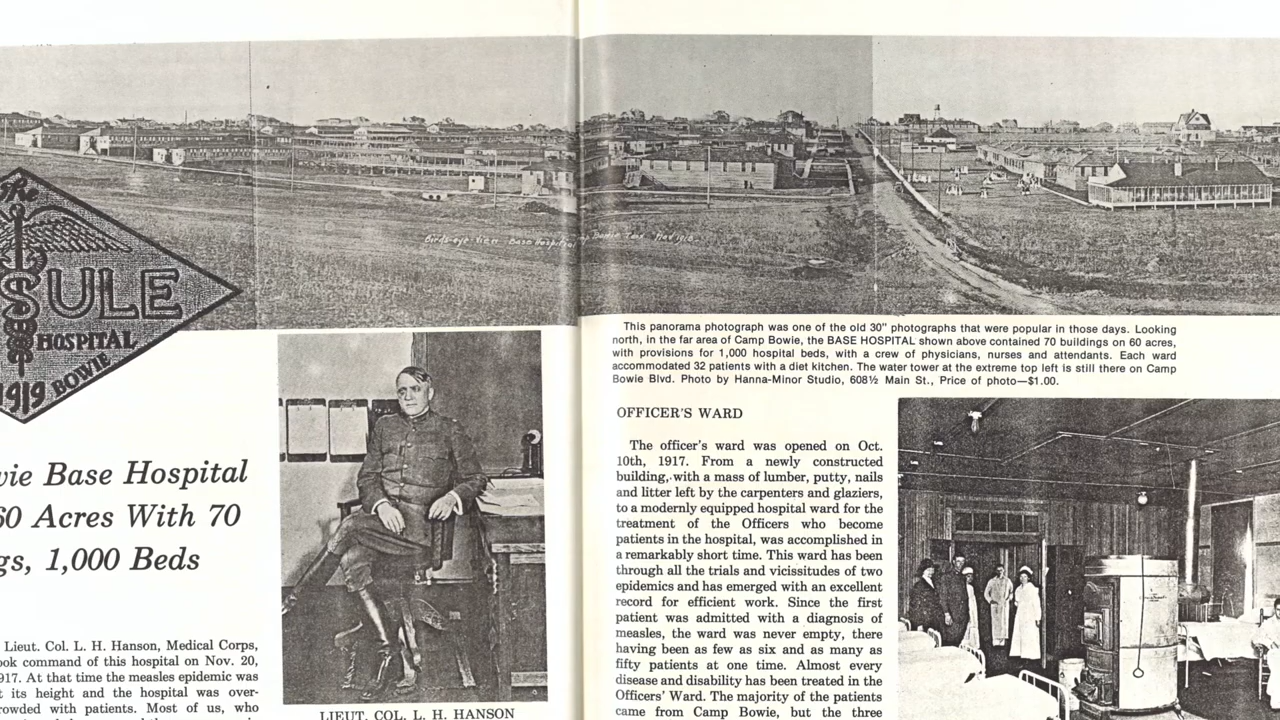 Birds-eye view Base Hospital
The
SULE
HOSPITAL
1919 BOWIE
wie Base Hospital
60 Acres With 70
gs, 1,000 Beds
Lieut. Col. L. H. Hanson, Medical Corps,
ook command of this hospital on Nov. 20,
917. At that time the measles epidemic was
t its height and the hospital was over-
rowded with patients. Most of us, who
LIEUT. COL. L. H. HANSON
This panorama photograph was one of the old 30" photographs that were popular in those days. Looking
north, in the far area of Camp Bowie, the BASE HOSPITAL shown above contained 70 buildings on 60 acres,
with provisions for 1,000 hospital beds, with a crew of physicians, nurses and attendants. Each ward
accommodated 32 patients with a diet kitchen. The water tower at the extreme top left is still there on Camp
Bowie Blvd. Photo by Hanna-Minor Studio, 608½ Main St., Price of photo—$1.00.
OFFICER'S WARD
The officer's ward was opened on Oct.
10th, 1917. From a newly constructed
building, with a mass of lumber, putty, nails
and litter left by the carpenters and glaziers,
to a modernly equipped hospital ward for the
treatment of the Officers who become
patients in the hospital, was accomplished in
a remarkably short time. This ward has been
through all the trials and vicissitudes of two
epidemics and has emerged with an excellent
record for efficient work. Since the first
patient was admitted with a diagnosis of
measles, the ward was never empty, there
having been as few as six and as many as
fifty patients at one time. Almost every
disease and disability has been treated in the
Officers' Ward. The majority of the patients
came from Camp Bowie, but the three